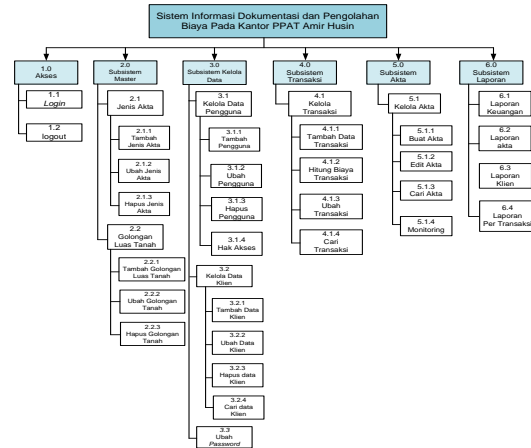 Sistem Informasi Dokumentasi dan Pengolahan
Biaya Pada Kantor PPAT Amir Husin
1.0
Akses
1.1
Login
1.2
logout
2.0
Subsistem
Master
2.1
Jenis Akta
2.1.1
Tambah
Jenis Akta
2.1.2
Ubah Jenis
Akta
2.1.3
Hapus Jenis
Akta
2.2
Golongan
Luas Tanah
2.2.1
Tambah Golongan
Luas Tanah
2.2.2
Ubah Golongan
Tanah
2.2.3
Hapus Golongan
Tanah
3.0
Subsistem Kelola
Data
3.1
Kelola Data
Pengguna
3.1.1
Tambah
Pengguna
3.1.2
Ubah
Pengguna
3.1.3
Hapus
Pengguna
3.1.4
Hak Akses
3.2
Kelola Data
Klien
3.2.1
Tambah Data
Klien
3.2.2
Ubah Data
Klien
3.2.3
Hapus data
Klien
3.2.4
Cari data
Klien
3.3
Ubah
Password
4.0
Subsistem
Transaksi
4.1
Kelola
Transaksi
4.1.1
Tambah Data
Transaksi
4.1.2
Hitung Biaya
Transaksi
4.1.3
Ubah
Transaksi
4.1.4
Cari
Transaksi
5.0
Subsistem
Akta
5.1
Kelola Akta
5.1.1
Buat Akta
5.1.2
Edit Akta
5.1.3
Cari Akta
5.1.4
Monitoring
6.0
Subsistem
Laporan
6.1
Laporan
Keuangan
6.2
Laporan
akta
6.3
Laporan
Klien
6.4
Laporan
Per Transaksi